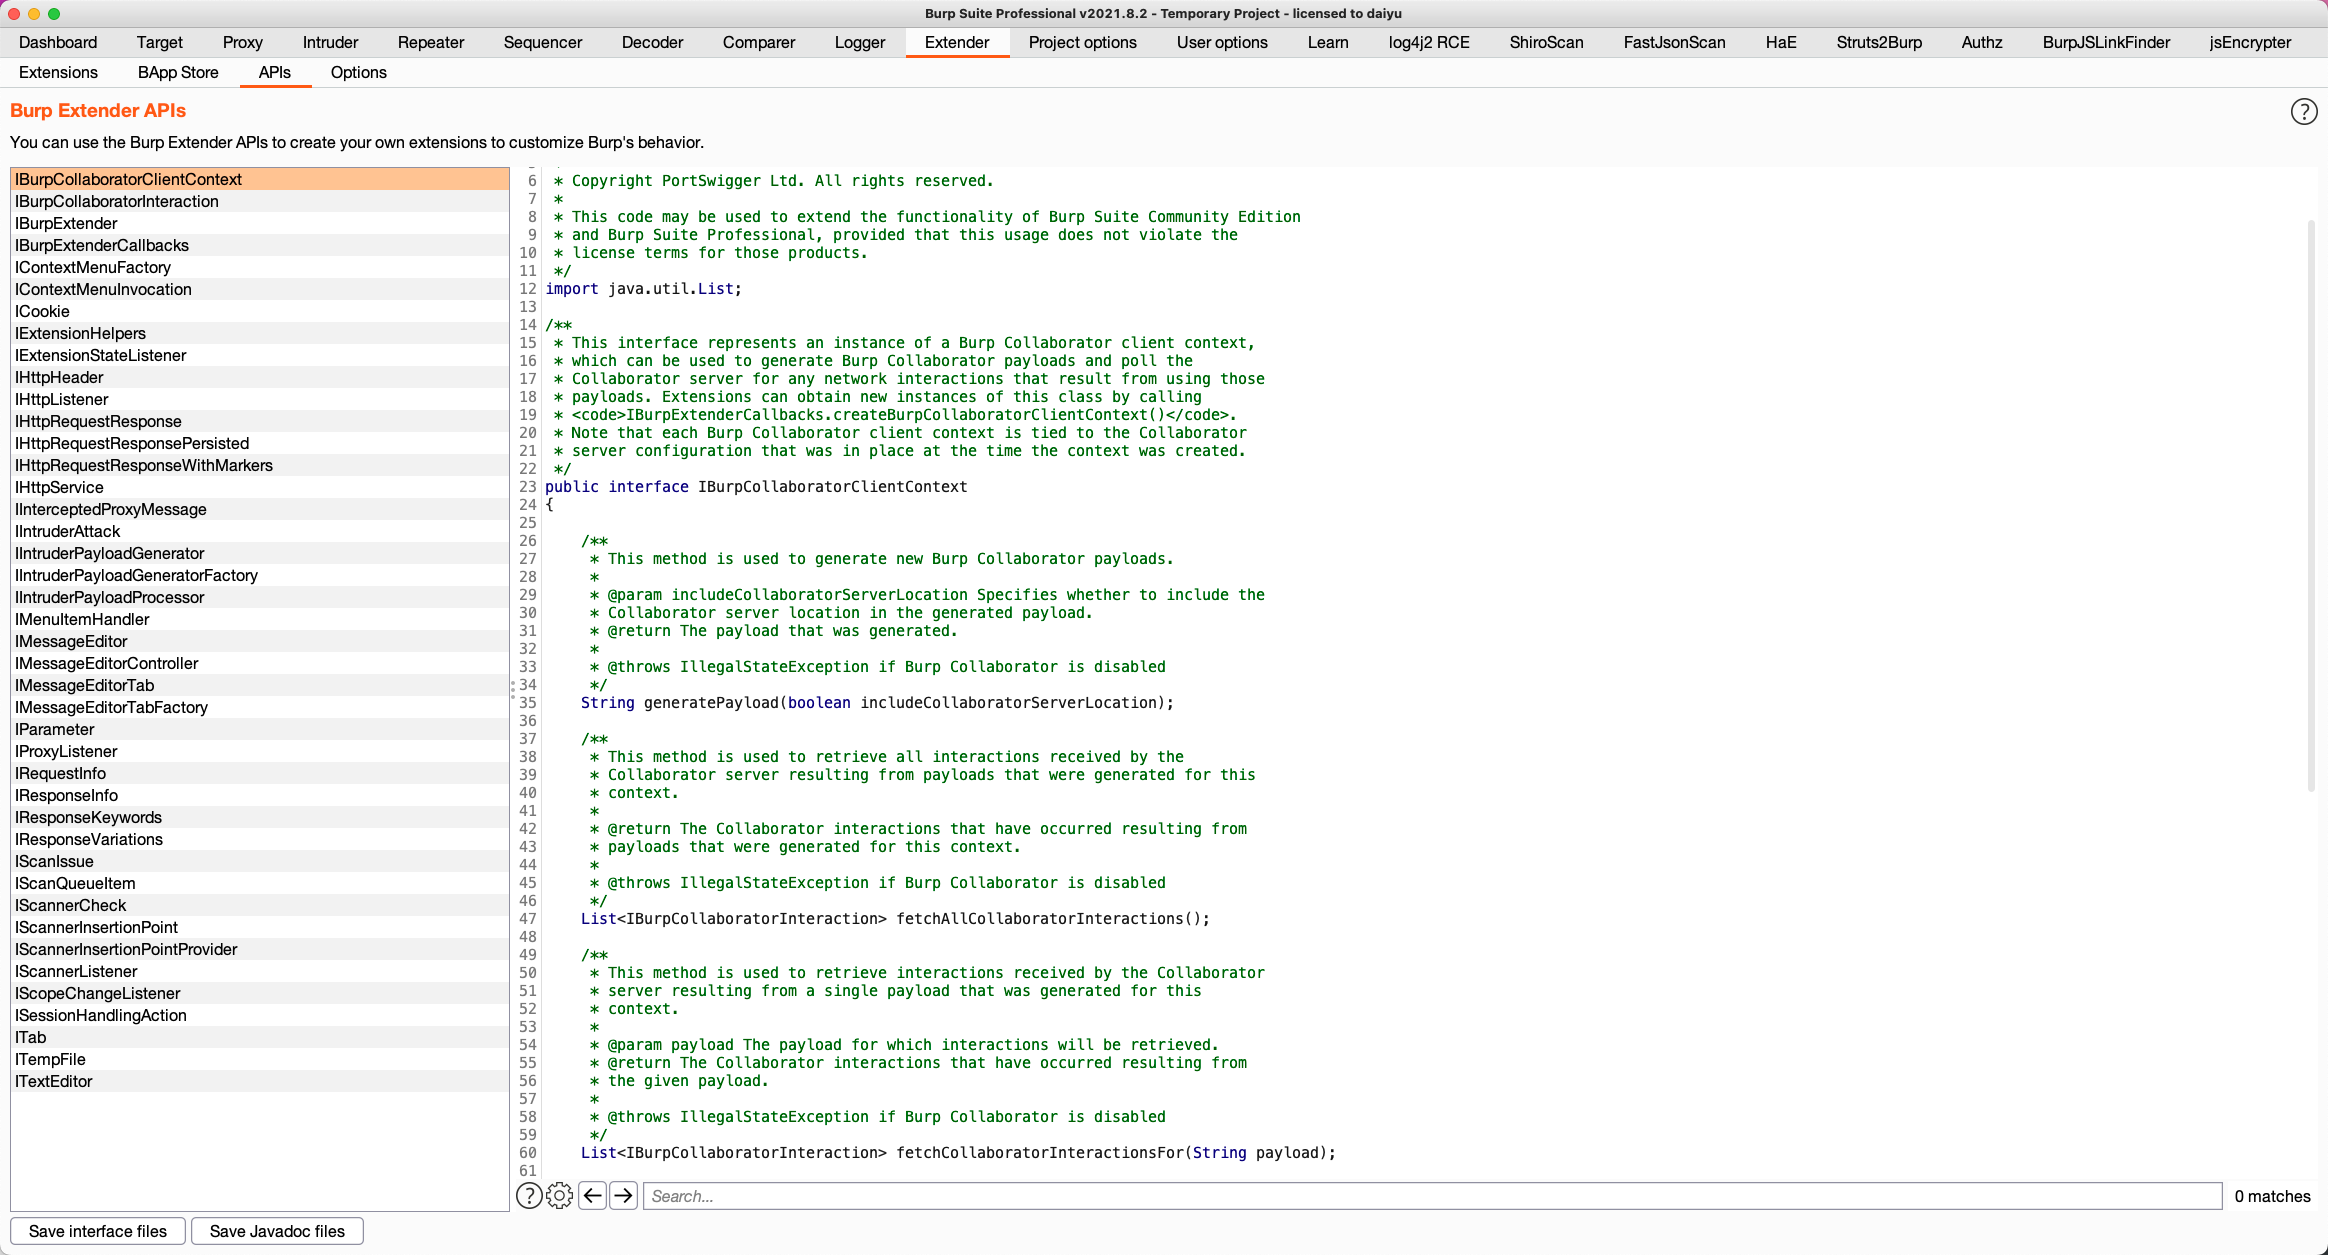 Burp Suite Professional v2021.8.2 - Temporary Project - licensed to daiyu
Dashboard Target Proxy Intruder Repeater Sequencer Decoder Comparer Logger Extender Project options User options Learn log4j2 RCE ShiroScan FastJsonScan HaE Struts2Burp Authz BurpJSLinkFinder jsEncrypter
Extensions BApp Store APIs Options
Burp Extender APIs
?
You can use the Burp Extender APIs to create your own extensions to customize Burp's behavior.
IBurpCollaboratorClientContext
IBurpCollaboratorInteraction
IBurpExtender
IBurpExtenderCallbacks
IContextMenuFactory
IContextMenuInvocation
ICookie
IExtensionHelpers
IExtensionStateListener
IHttpHeader
IHttpListener
IHttpRequestResponse
IHttpRequestResponsePersisted
IHttpRequestResponseWithMarkers
IHttpService
IInterceptedProxyMessage
IIntruderAttack
IIntruderPayloadGenerator
IIntruderPayloadGeneratorFactory
IIntruderPayloadProcessor
IMenuItemHandler
IMessageEditor
IMessageEditorController
IMessageEditorTab
IMessageEditorTabFactory
IParameter
IProxyListener
IRequestInfo
IResponseInfo
IResponseKeywords
IResponseVariations
IScanIssue
IScanQueueItem
IScannerCheck
IScannerInsertionPoint
IScannerInsertionPointProvider
IScannerListener
IScopeChangeListener
ISessionHandlingAction
ITab
ITempFile
ITextEditor
6 * Copyright PortSwigger Ltd. All rights reserved.
7 *
8 * This code may be used to extend the functionality of Burp Suite Community Edition
9 * and Burp Suite Professional, provided that this usage does not violate the
10 * license terms for those products.
11 */
12 import java.util.List;
13
14 /**
15 * This interface represents an instance of a Burp Collaborator client context,
16 * which can be used to generate Burp Collaborator payloads and poll the
17 * Collaborator server for any network interactions that result from using those
18 * payloads. Extensions can obtain new instances of this class by calling
19 * <code>IBurpExtenderCallbacks.createBurpCollaboratorClientContext()</code>.
20 * Note that each Burp Collaborator client context is tied to the Collaborator
21 * server configuration that was in place at the time the context was created.
22 */
23 public interface IBurpCollaboratorClientContext
24 {
25
26 /**
27 * This method is used to generate new Burp Collaborator payloads.
28 *
29 * @param includeCollaboratorServerLocation Specifies whether to include the
30 * Collaborator server location in the generated payload.
31 * @return The payload that was generated.
32 *
33 * @throws IllegalStateException if Burp Collaborator is disabled
34 */
35 String generatePayload(boolean includeCollaboratorServerLocation);
36
37 /**
38 * This method is used to retrieve all interactions received by the
39 * Collaborator server resulting from payloads that were generated for this
40 * context.
41 *
42 * @return The Collaborator interactions that have occurred resulting from
43 * payloads that were generated for this context.
44 *
45 * @throws IllegalStateException if Burp Collaborator is disabled
46 */
47 List<IBurpCollaboratorInteraction> fetchAllCollaboratorInteractions();
48
49 /**
50 * This method is used to retrieve interactions received by the Collaborator
51 * server resulting from a single payload that was generated for this
52 * context.
53 *
54 * @param payload The payload for which interactions will be retrieved.
55 * @return The Collaborator interactions that have occurred resulting from
56 * the given payload.
57 *
58 * @throws IllegalStateException if Burp Collaborator is disabled
59 */
60 List<IBurpCollaboratorInteraction> fetchCollaboratorInteractionsFor(String payload);
61
? Search... 0 matches
Save interface files Save Javadoc files